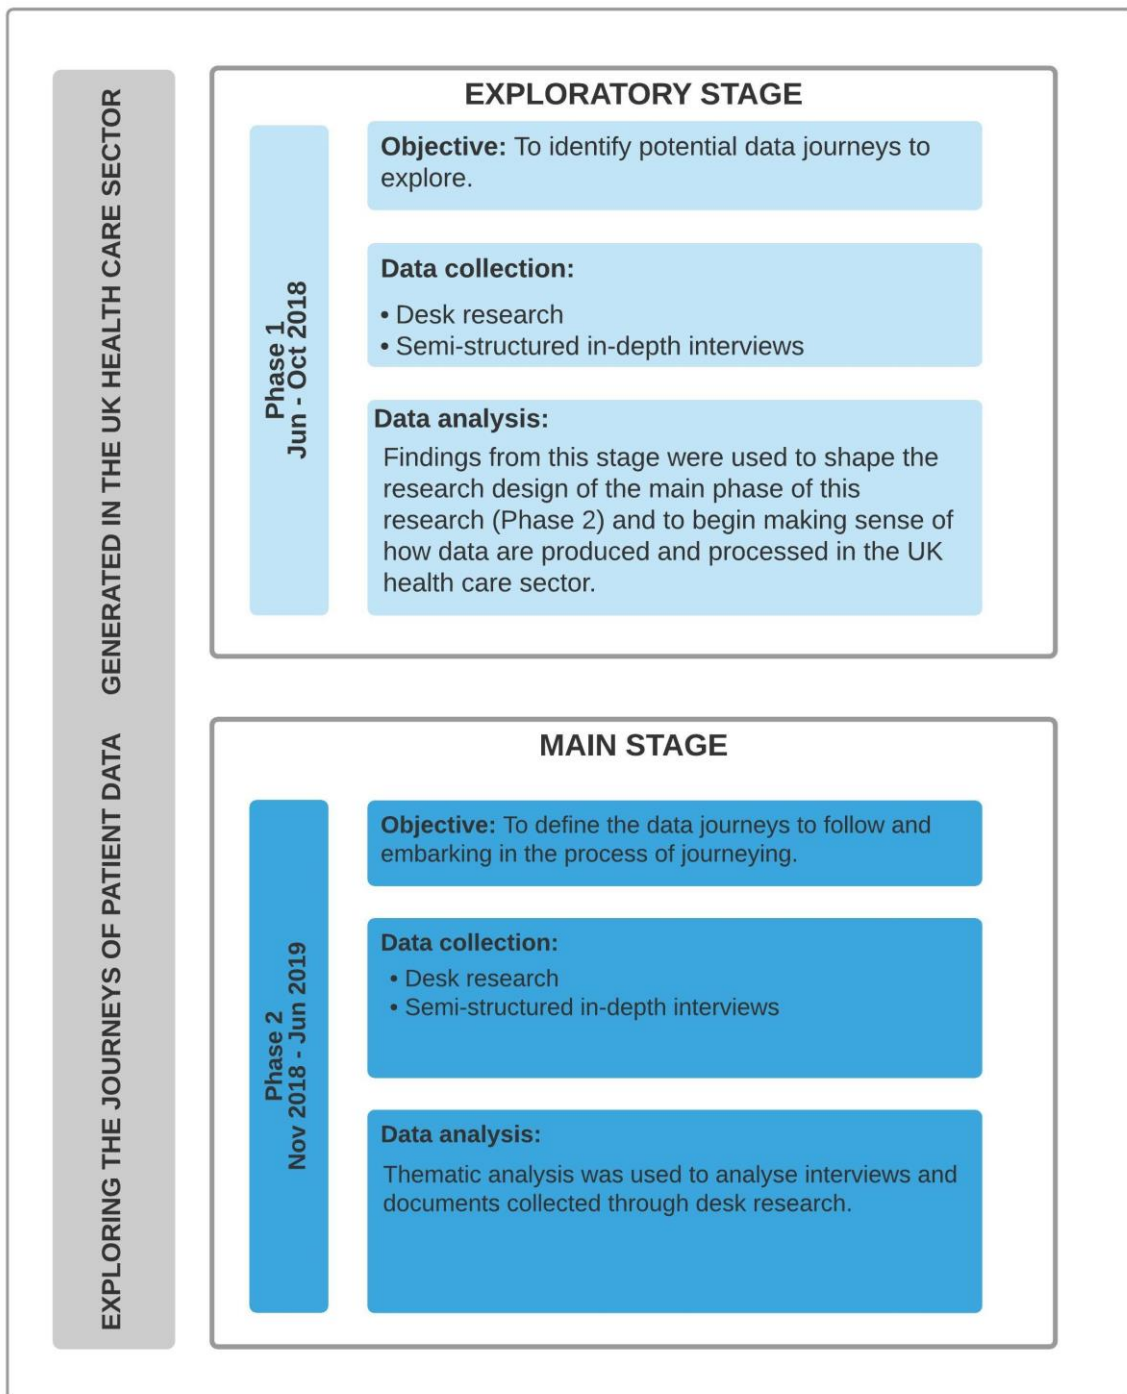 EXPLORING THE JOURNEYS OF PATIENT DATA GENERATED IN THE UK HEALTH CARE SECTOR
EXPLORATORY STAGE
Phase 1
Jun - Oct 2018
Objective: To identify potential data journeys to
explore.
Data collection:
• Desk research
• Semi-structured in-depth interviews
Data analysis:
Findings from this stage were used to shape the
research design of the main phase of this
research (Phase 2) and to begin making sense of
how data are produced and processed in the UK
health care sector.
MAIN STAGE
Phase 2
Nov 2018 - Jun 2019
Objective: To define the data journeys to follow and
embarking in the process of journeying.
Data collection:
• Desk research
• Semi-structured in-depth interviews
Data analysis:
Thematic analysis was used to analyse interviews and
documents collected through desk research.